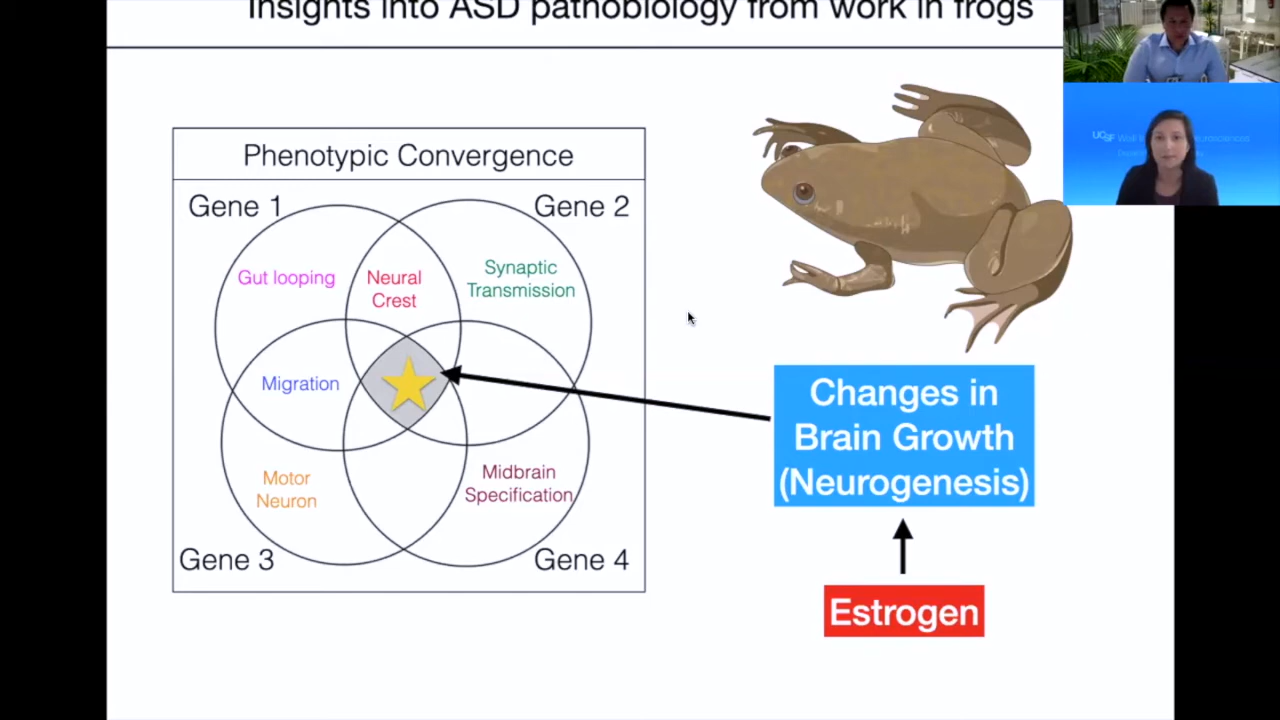 Insights into ASD pathobiology from work in frogs
UCSF
Phenotypic Convergence
Gene 1
Gene 2
Gut looping
Neural
Crest
Synaptic
Transmission
Migration
Motor
Neuron
Midbrain
Specification
Gene 3
Gene 4
Changes in
Brain Growth
(Neurogenesis)
Estrogen